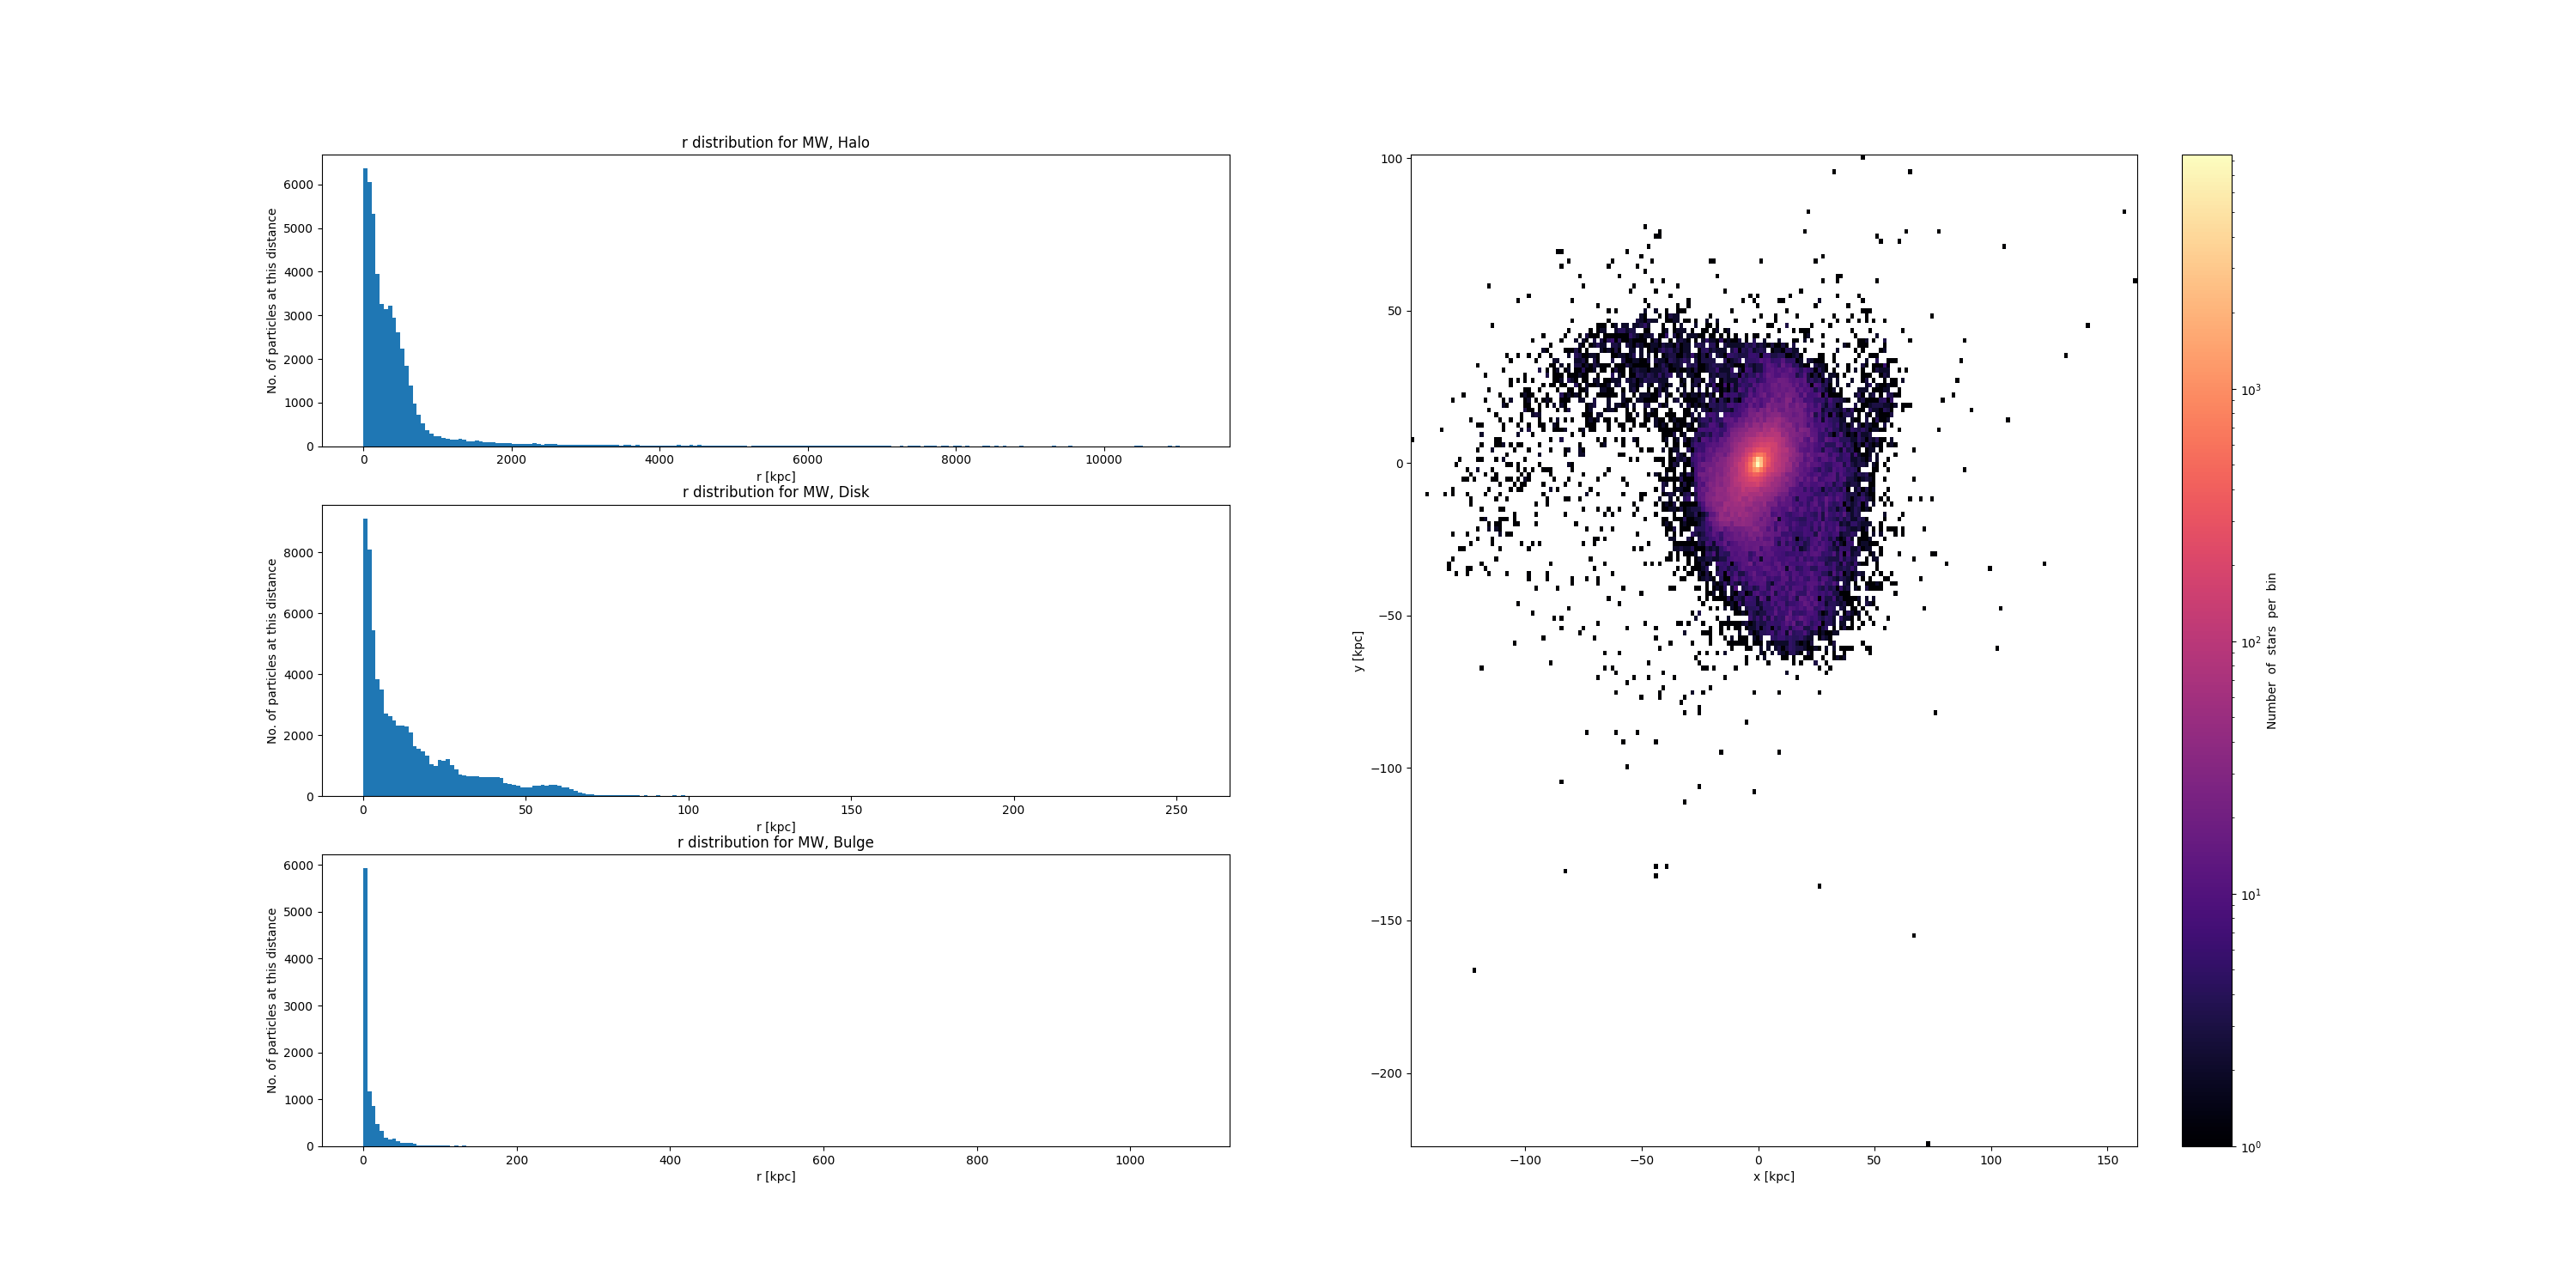 r distribution for MW, Halo
No. of particles at this distance
6000
5000
4000
3000
2000
1000
0
0 2000 4000 6000 8000 10000
r [kpc]
r distribution for MW, Disk
No. of particles at this distance
8000
6000
4000
2000
0
0 50 100 150 200 250
r [kpc]
r distribution for MW, Bulge
No. of particles at this distance
6000
5000
4000
3000
2000
1000
0
0 200 400 600 800 1000
r [kpc]
y [kpc]
100
50
0
−50
−100
−150
−200
−100 −50 0 50 100 150
x [kpc]
10³
10²
10¹
10⁰
Number of stars per bin